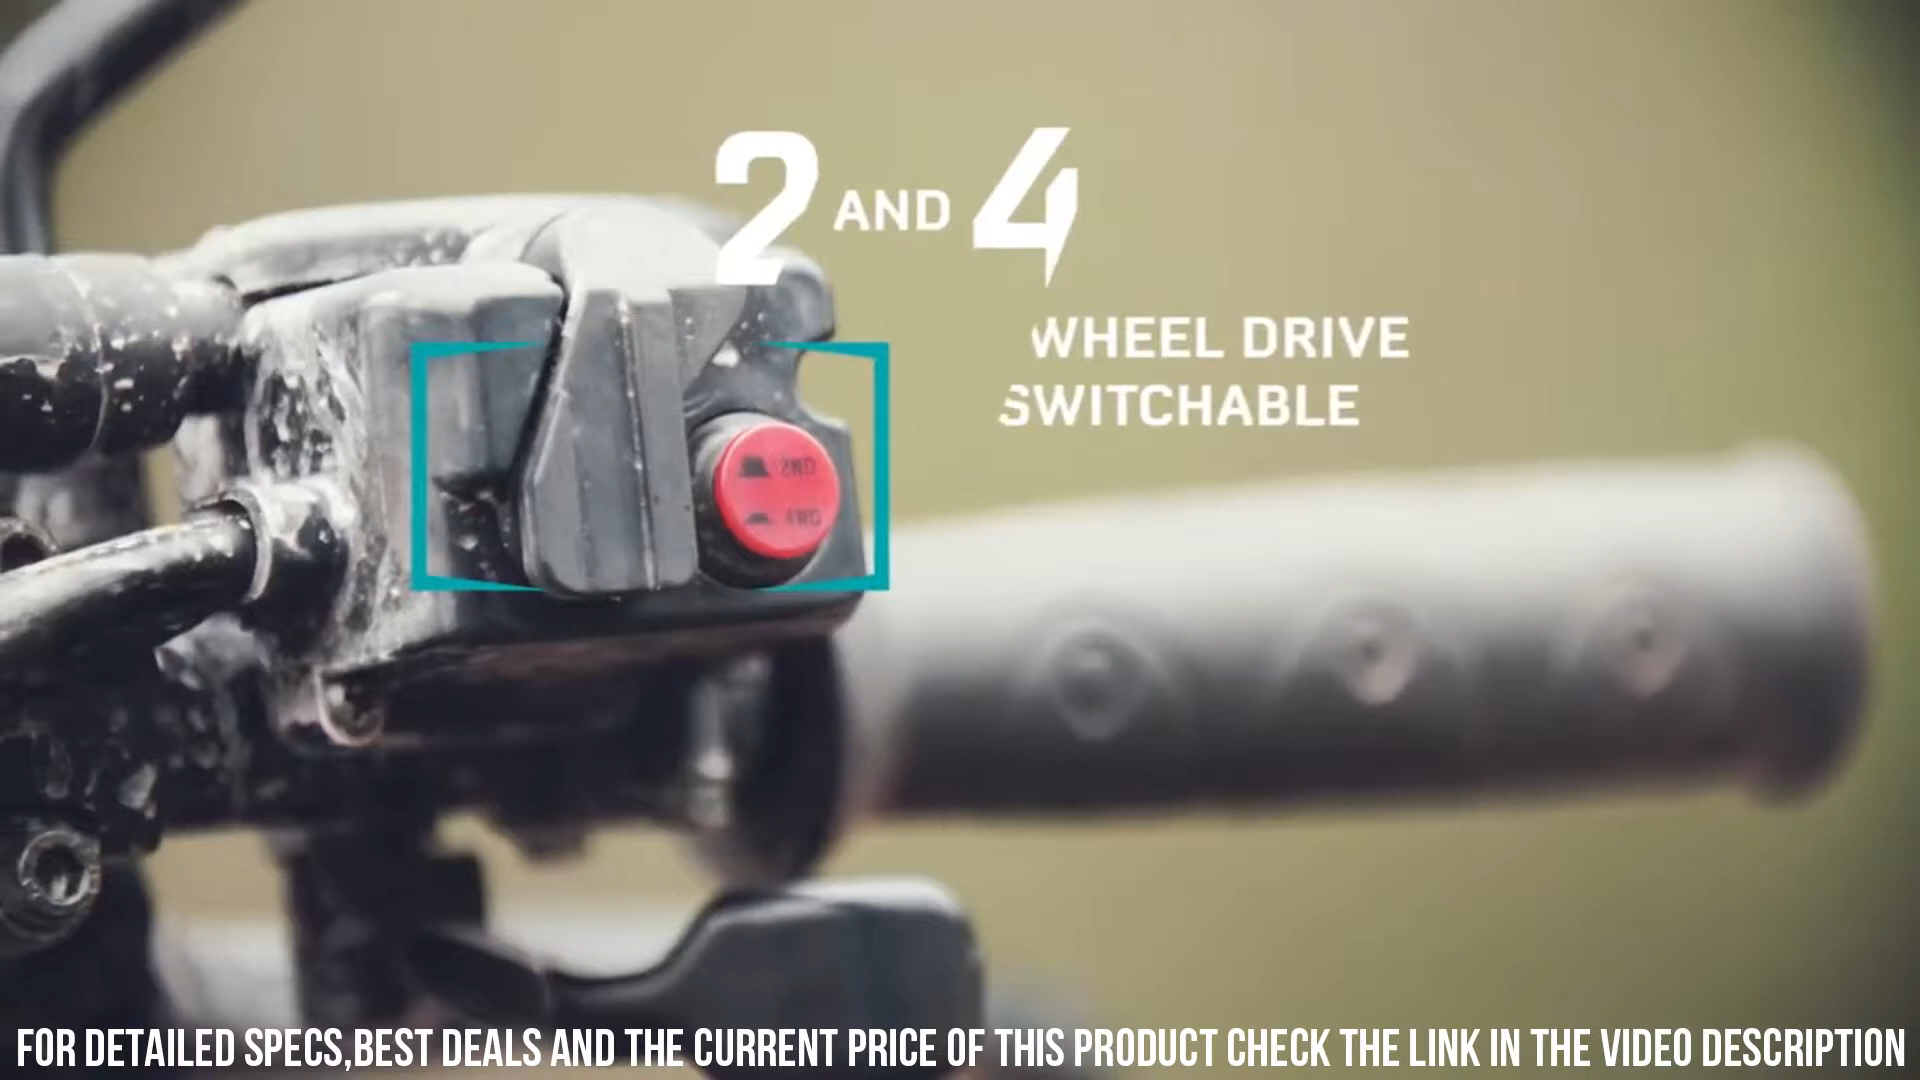 2 AND 4
WHEEL DRIVE
SWITCHABLE
2WD
4WD
FOR DETAILED SPECS,BEST DEALS AND THE CURRENT PRICE OF THIS PRODUCT CHECK THE LINK IN THE VIDEO DESCRIPTION